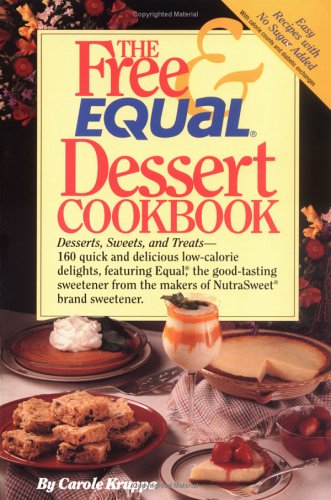 Easy
Recipes with
No Sugar Added
With calorie counts and diabetic exchanges
THE
Free &
EQUAL®
Dessert
COOKBOOK
Desserts, Sweets, and Treats—
160 quick and delicious low-calorie
delights, featuring Equal,® the good-tasting
sweetener from the makers of NutraSweet®
brand sweetener.
By Carole Kruppa